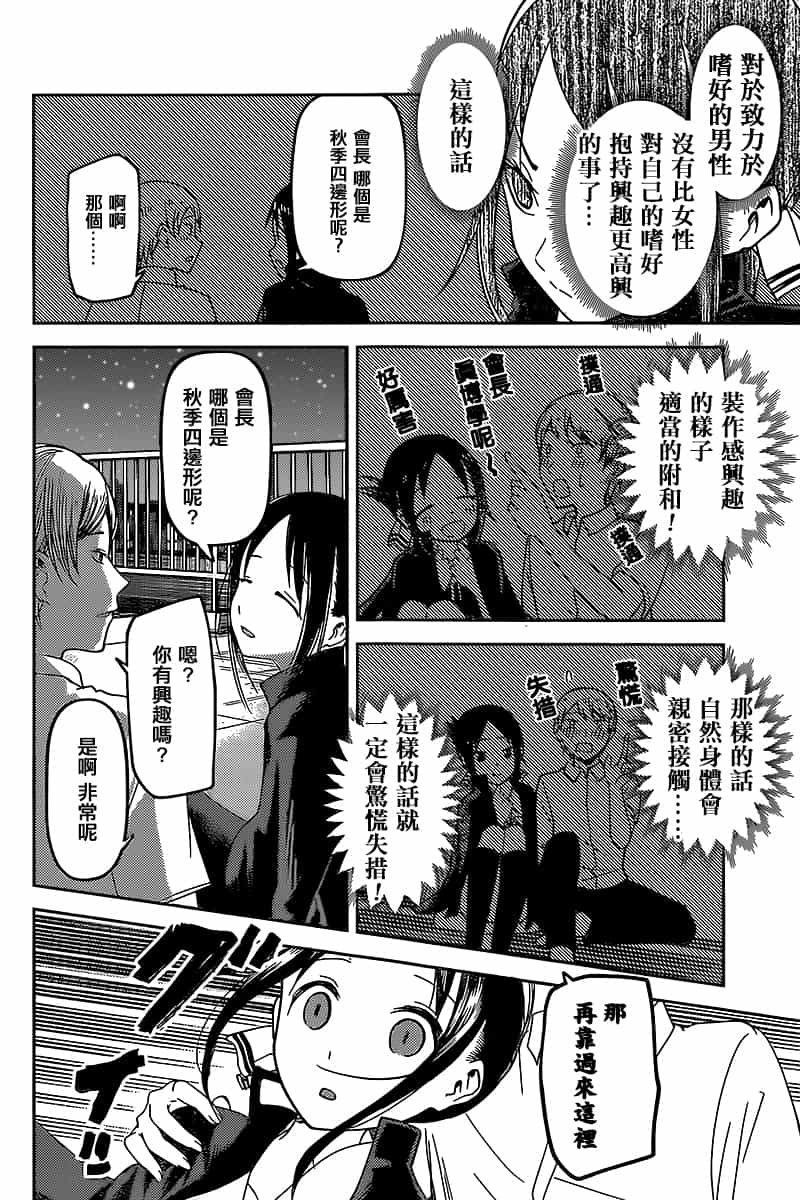 對於致力於
嗜好的男性
沒有比女性
對自己的嗜好
抱持興趣更高興
的事了…
這樣的話
會長 哪個是
秋季四邊形呢？
啊啊
那個……
裝作感興趣
的樣子
適當的附和！
撲通
撲通
會長
真博學呢～
好厲害
那樣的話
自然身體會
親密接觸……
驚慌
失措
這樣的話就
一定會驚慌失措！
會長
哪個是
秋季四邊形呢？
嗯？
你有興趣嗎？
是啊 非常呢
那
再靠過來這裡
グイッ